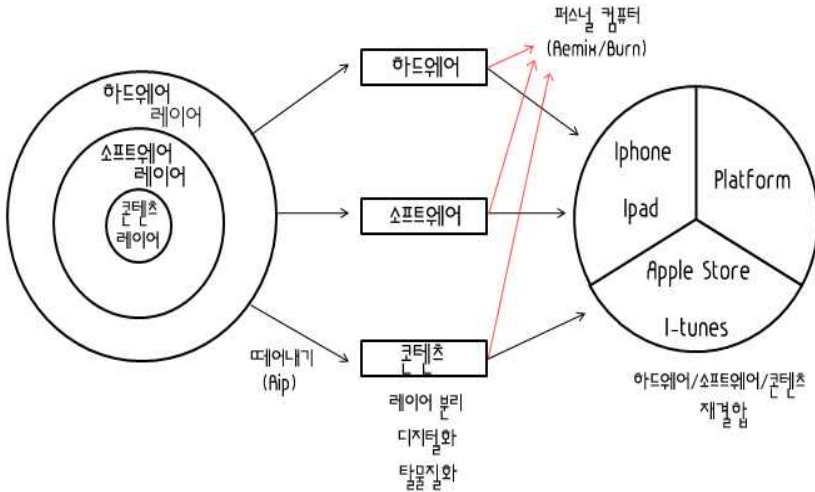 하드웨어
레이어
소프트웨어
레이어
콘텐츠
레이어
떼어내기
(Rip)
하드웨어
소프트웨어
콘텐츠
레이어 분리
디지털화
탈물질화
퍼스널 컴퓨터
(Remix/Burn)
Iphone
Ipad
Platform
Apple Store
I-tunes
하드웨어/소프트웨어/콘텐츠
재결합